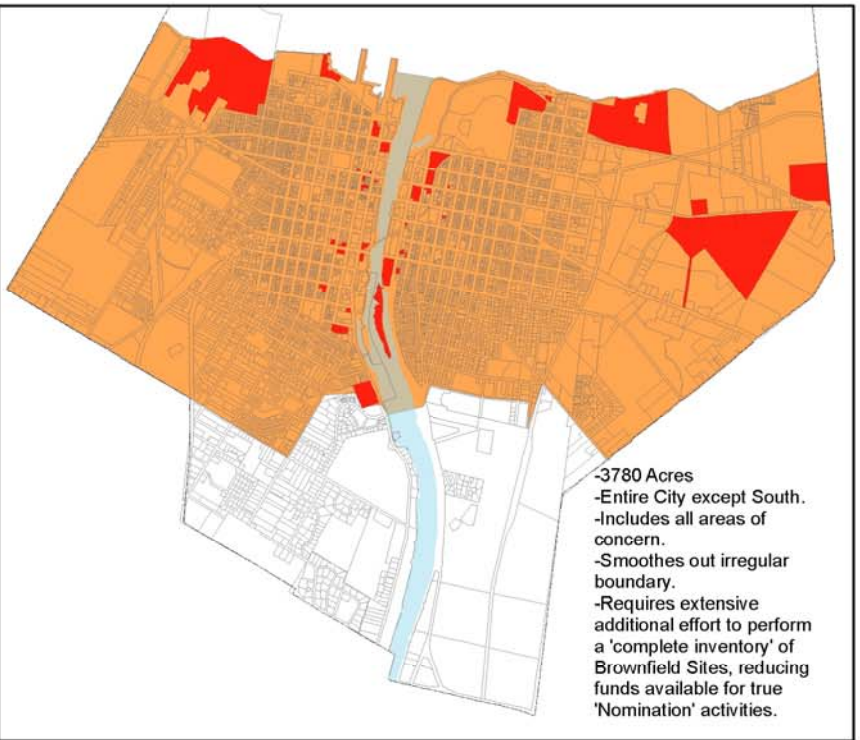 -3780 Acres
-Entire City except South.
-Includes all areas of
concern.
-Smoothes out irregular
boundary.
-Requires extensive
additional effort to perform
a 'complete inventory' of
Brownfield Sites, reducing
funds available for true
'Nomination' activities.